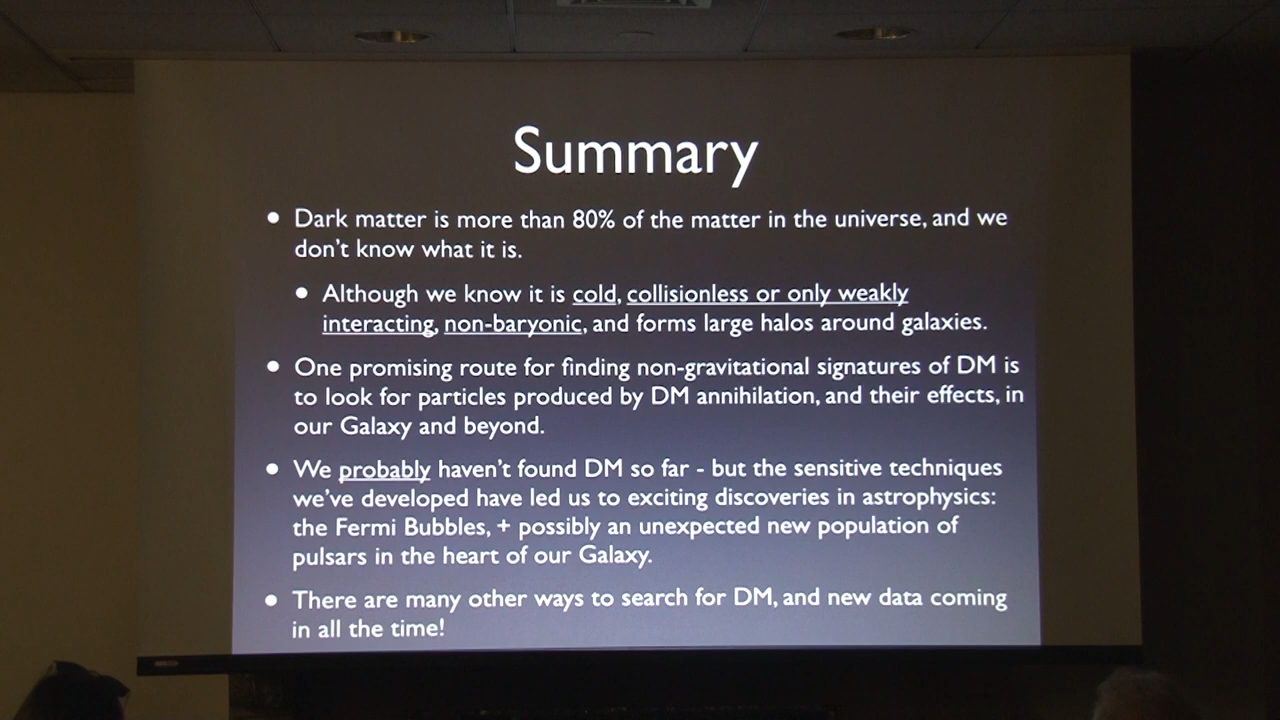 Summary
• Dark matter is more than 80% of the matter in the universe, and we
don't know what it is.
• Although we know it is cold, collisionless or only weakly
interacting, non-baryonic, and forms large halos around galaxies.
• One promising route for finding non-gravitational signatures of DM is
to look for particles produced by DM annihilation, and their effects, in
our Galaxy and beyond.
• We probably haven't found DM so far - but the sensitive techniques
we've developed have led us to exciting discoveries in astrophysics:
the Fermi Bubbles, + possibly an unexpected new population of
pulsars in the heart of our Galaxy.
• There are many other ways to search for DM, and new data coming
in all the time!